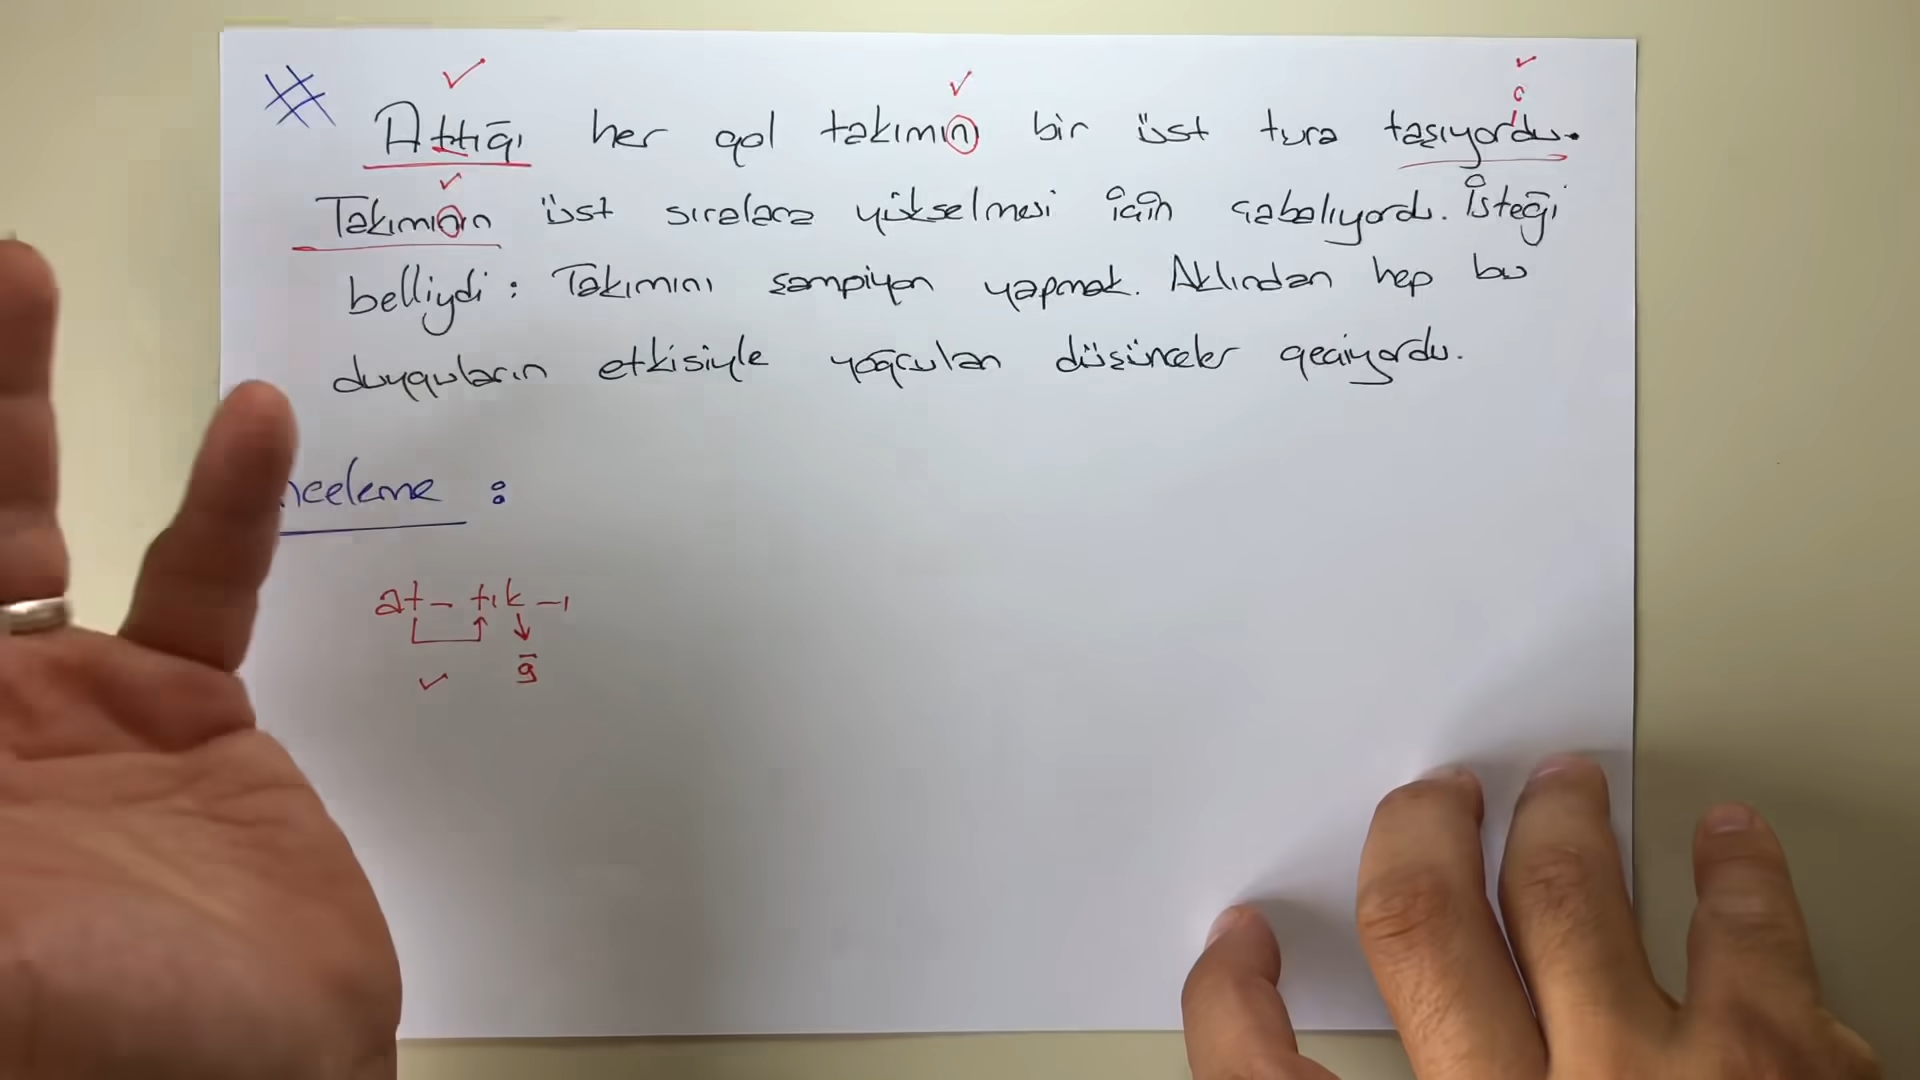 Attığı her gol takımın bir üst tura taşıyordu.
Takımının üst sıralara yükselmesi için çabalıyordu. İsteği
belliydi : Takımını şampiyon yapmak. Aklından hep bu
duyguların etkisiyle yoğrulan düşünceler geçiyordu.
nceleme :
at- tık -ı
ğ